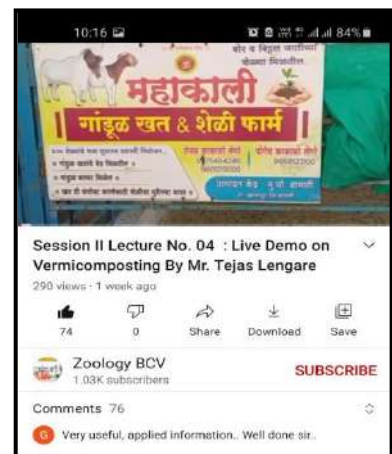 10:16 84%
बोर व बिट्टल जातीच्या
शेळ्या मिळतील.
महाकाली
गांडूळ खत & शेळी फार्म
Session II Lecture No. 04 : Live Demo on
Vermicomposting By Mr. Tejas Lengare
290 views · 1 week ago
74 0 Share Download Save
Zoology BCV SUBSCRIBE
1.03K subscribers
Comments 76
G Very useful, applied information.. Well done sir..